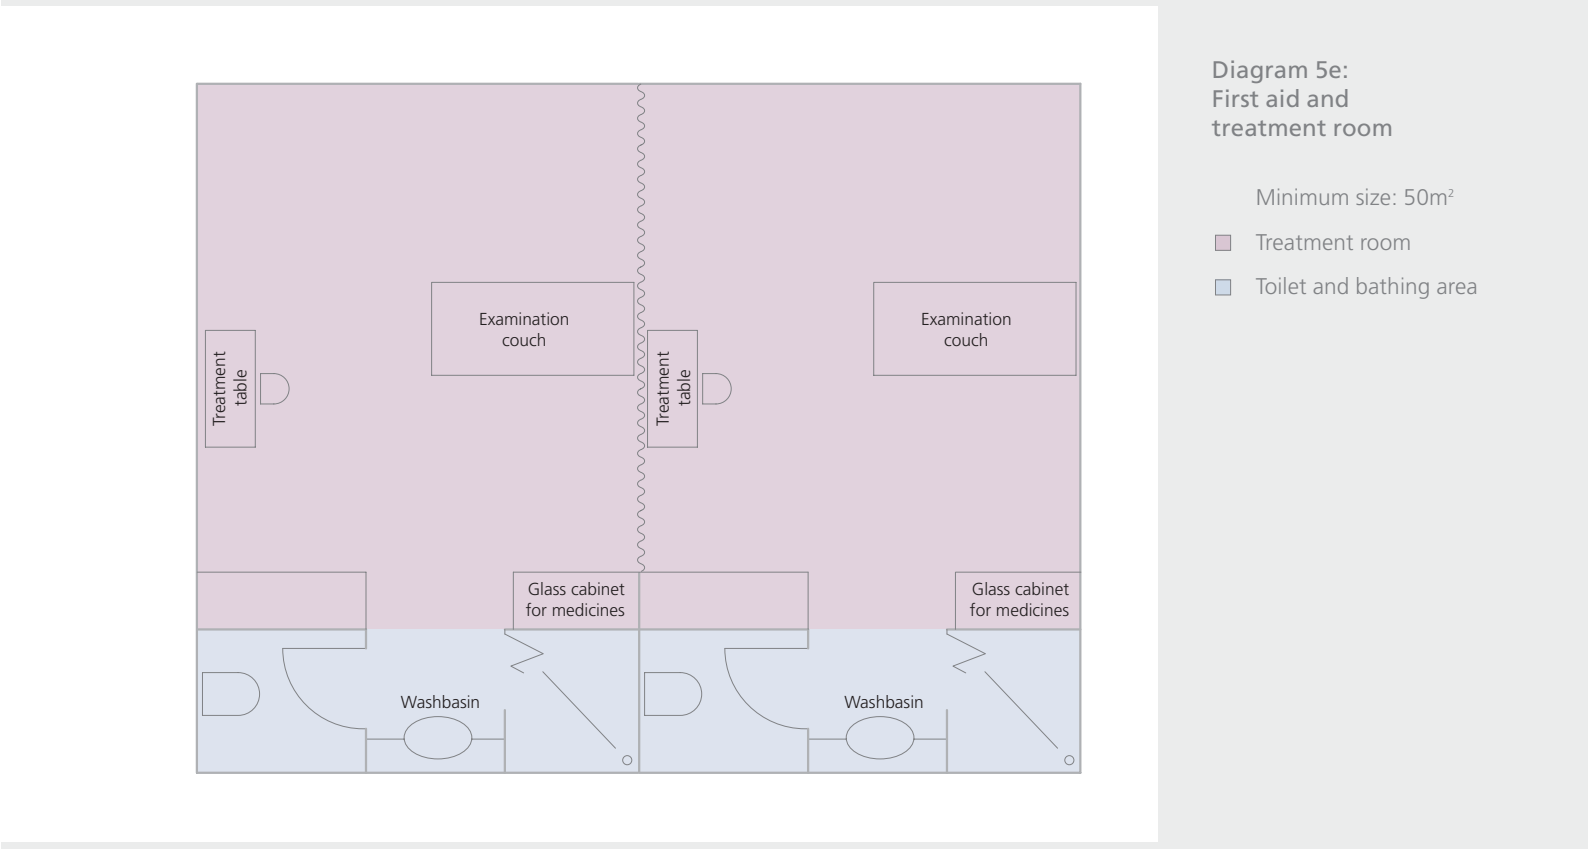 Diagram 5e:
First aid and
treatment room
Minimum size: 50m²
Treatment room
Toilet and bathing area
Examination
couch
Treatment
table
Examination
couch
Treatment
table
Glass cabinet
for medicines
Glass cabinet
for medicines
Washbasin
Washbasin